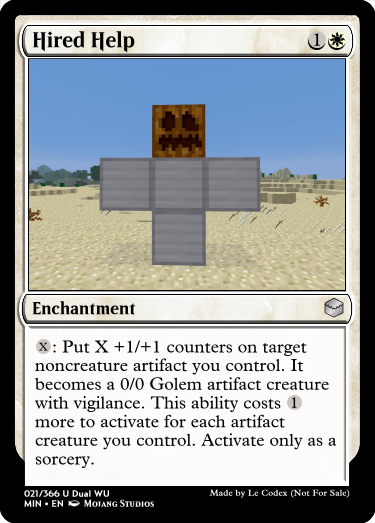 Hired Help
1
Enchantment
X: Put X +1/+1 counters on target
noncreature artifact you control. It
becomes a 0/0 Golem artifact creature
with vigilance. This ability costs 1
more to activate for each artifact
creature you control. Activate only as a
sorcery.
021/366 U Dual WU
MIN • EN Mojang Studios
Made by Le Codex (Not For Sale)